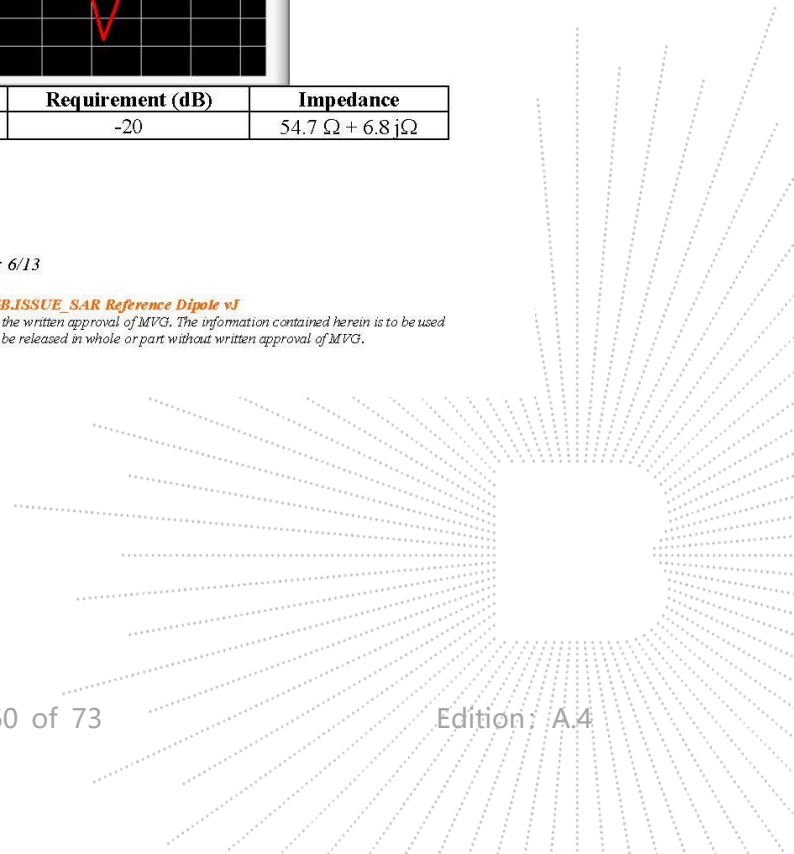 Requirement (dB) Impedance
-20 54.7 Ω + 6.8 jΩ
: 6/13
B.ISSUE_SAR Reference Dipole vJ
the written approval of MVG. The information contained herein is to be used
be released in whole or part without written approval of MVG.
0 of 73 Edition: A.4